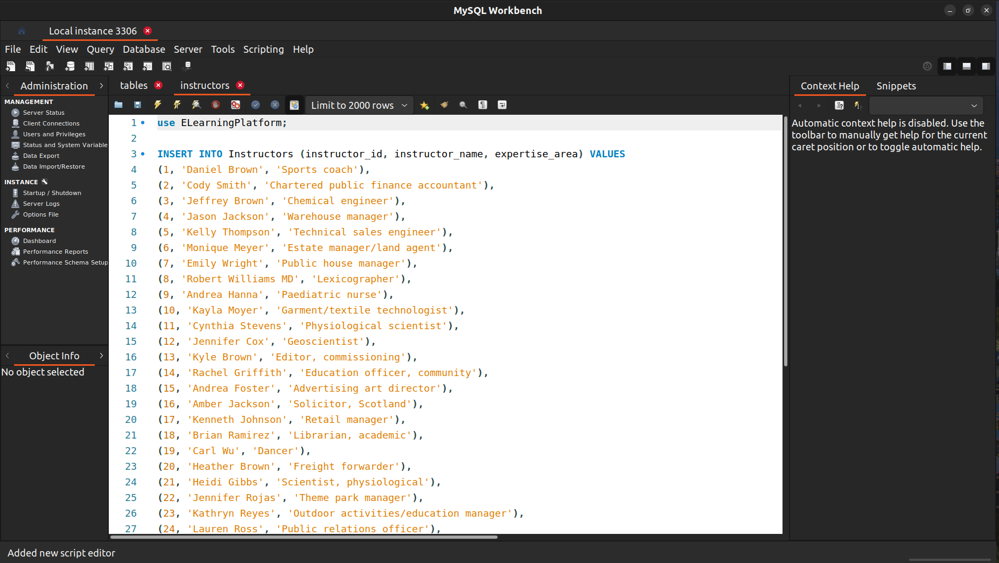 MySQL Workbench
Local instance 3306
File Edit View Query Database Server Tools Scripting Help
Administration
MANAGEMENT
Server Status
Client Connections
Users and Privileges
Status and System Variable
Data Export
Data Import/Restore
INSTANCE
Startup / Shutdown
Server Logs
Options File
PERFORMANCE
Dashboard
Performance Reports
Performance Schema Setup
Object Info
No object selected
tables
instructors
Limit to 2000 rows
1 use ELearningPlatform;
2
3 INSERT INTO Instructors (instructor_id, instructor_name, expertise_area) VALUES
4 (1, 'Daniel Brown', 'Sports coach'),
5 (2, 'Cody Smith', 'Chartered public finance accountant'),
6 (3, 'Jeffrey Brown', 'Chemical engineer'),
7 (4, 'Jason Jackson', 'Warehouse manager'),
8 (5, 'Kelly Thompson', 'Technical sales engineer'),
9 (6, 'Monique Meyer', 'Estate manager/land agent'),
10 (7, 'Emily Wright', 'Public house manager'),
11 (8, 'Robert Williams MD', 'Lexicographer'),
12 (9, 'Andrea Hanna', 'Paediatric nurse'),
13 (10, 'Kayla Moyer', 'Garment/textile technologist'),
14 (11, 'Cynthia Stevens', 'Physiological scientist'),
15 (12, 'Jennifer Cox', 'Geoscientist'),
16 (13, 'Kyle Brown', 'Editor, commissioning'),
17 (14, 'Rachel Griffith', 'Education officer, community'),
18 (15, 'Andrea Foster', 'Advertising art director'),
19 (16, 'Amber Jackson', 'Solicitor, Scotland'),
20 (17, 'Kenneth Johnson', 'Retail manager'),
21 (18, 'Brian Ramirez', 'Librarian, academic'),
22 (19, 'Carl Wu', 'Dancer'),
23 (20, 'Heather Brown', 'Freight forwarder'),
24 (21, 'Heidi Gibbs', 'Scientist, physiological'),
25 (22, 'Jennifer Rojas', 'Theme park manager'),
26 (23, 'Kathryn Reyes', 'Outdoor activities/education manager'),
27 (24, 'Lauren Ross', 'Public relations officer'),
Context Help
Snippets
Automatic context help is disabled. Use the
toolbar to manually get help for the current
caret position or to toggle automatic help.
Added new script editor